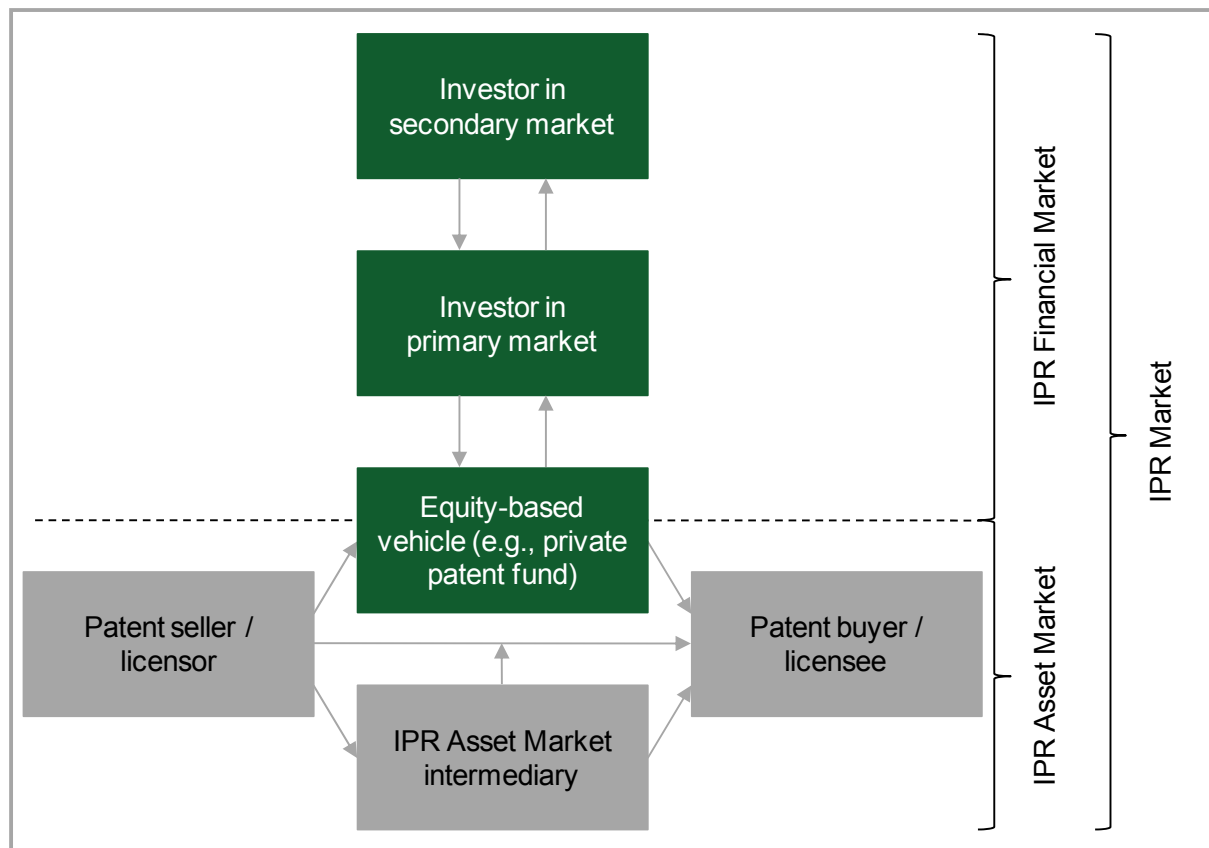 Investor in
secondary market
Investor in
primary market
Equity-based
vehicle (e.g., private
patent fund)
Patent seller /
licensor
Patent buyer /
licensee
IPR Asset Market
intermediary
IPR Financial Market
IPR Asset Market
IPR Market